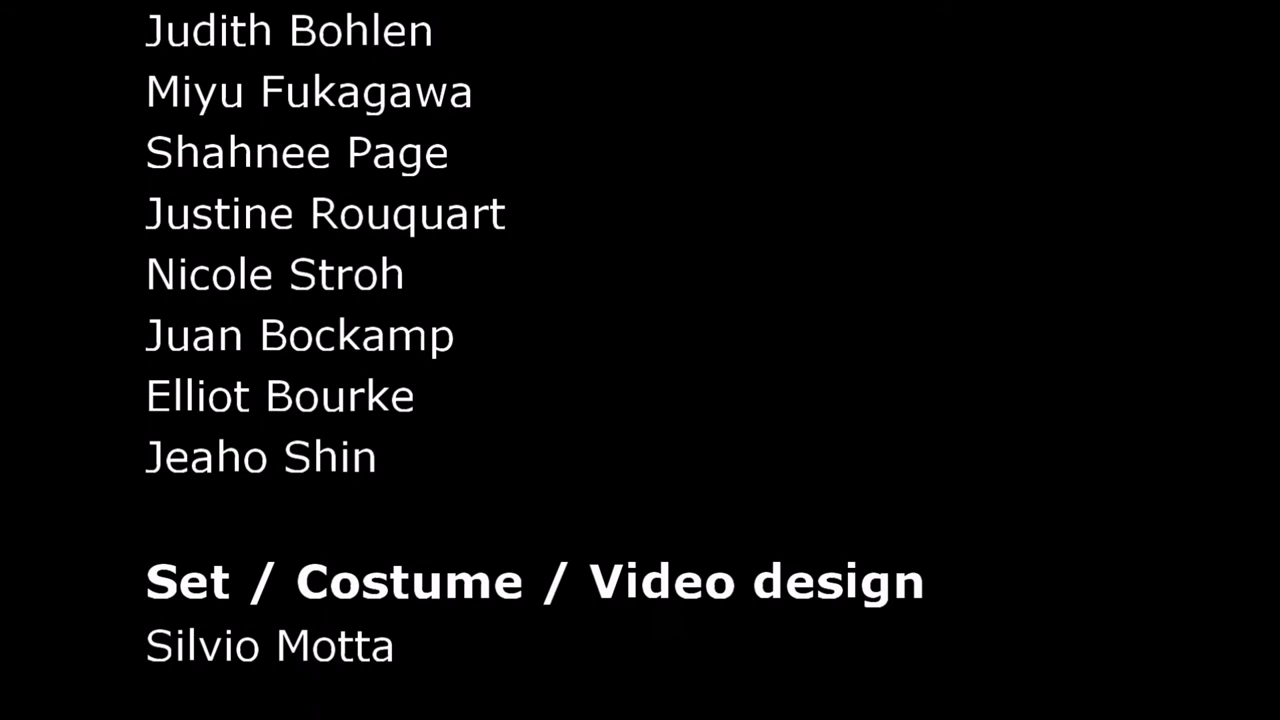 Judith Bohlen
Miyu Fukagawa
Shahnee Page
Justine Rouquart
Nicole Stroh
Juan Bockamp
Elliot Bourke
Jeaho Shin
Set / Costume / Video design
Silvio Motta